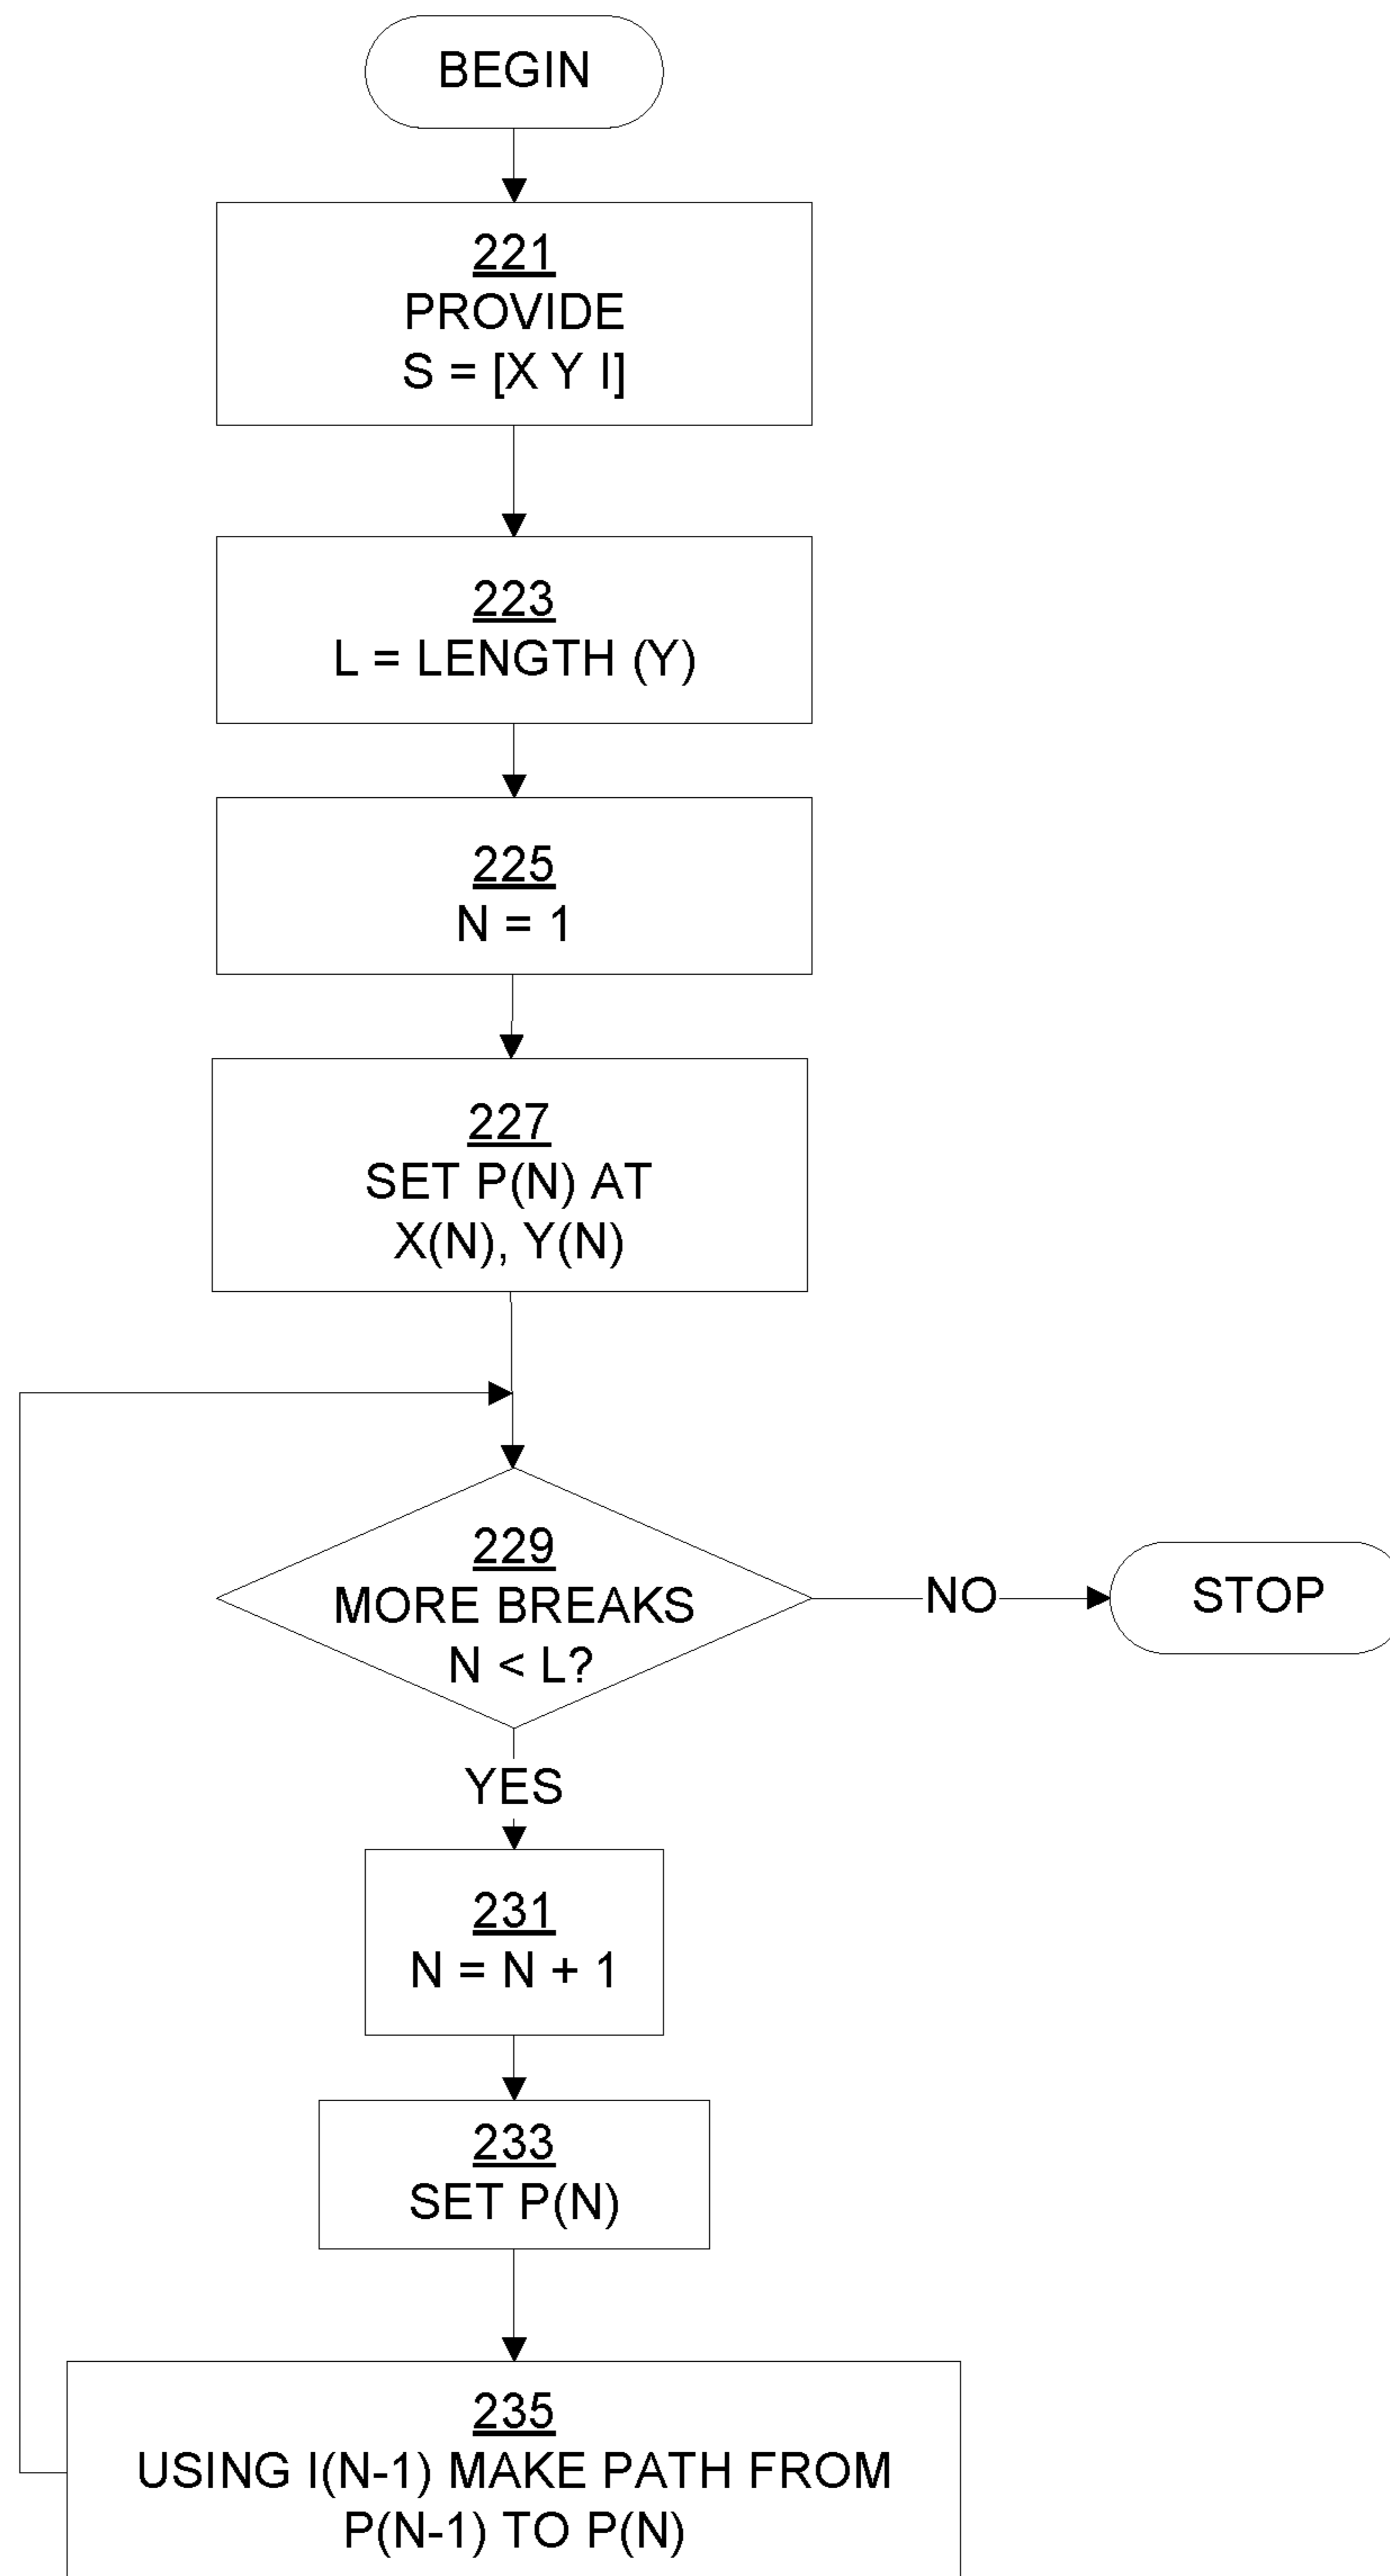 BEGIN
221
PROVIDE
S = [X Y I]
223
L = LENGTH (Y)
225
N = 1
227
SET P(N) AT
X(N), Y(N)
229
MORE BREAKS
N < L?
NO
STOP
YES
231
N = N + 1
233
SET P(N)
235
USING I(N-1) MAKE PATH FROM
P(N-1) TO P(N)